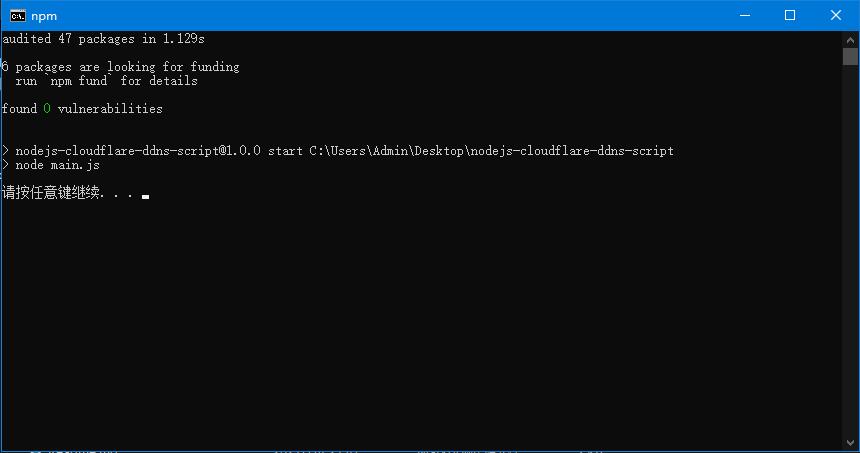 npm
audited 47 packages in 1.129s
6 packages are looking for funding
run `npm fund` for details
found 0 vulnerabilities
> nodejs-cloudflare-ddns-script@1.0.0 start C:\Users\Admin\Desktop\nodejs-cloudflare-ddns-script
> node main.js
请按任意键继续. . .